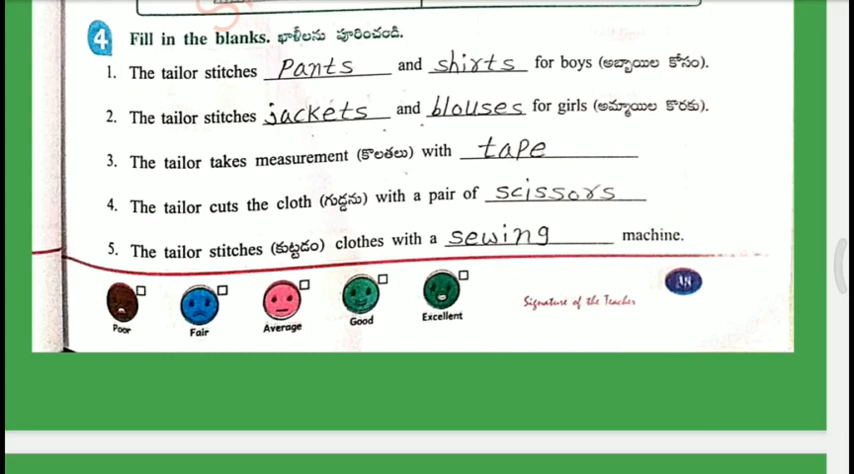 4 Fill in the blanks. ఖాళీలను పూరించండి.
1. The tailor stitches Pants and shirts for boys (అబ్బాయిల కోసం).
2. The tailor stitches jackets and blouses for girls (అమ్మాయిల కొరకు).
3. The tailor takes measurement (కొలతలు) with tape
4. The tailor cuts the cloth (గుడ్డను) with a pair of scissors
5. The tailor stitches (కుట్టడం) clothes with a sewing machine.
Poor Fair Average Good Excellent
Signature of the Teacher
38